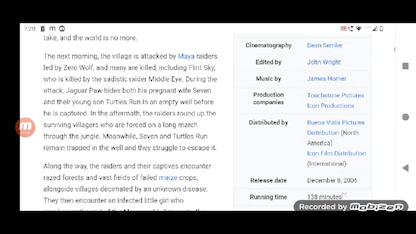 7:28
take, and the world is no more.
The next morning, the village is attacked by Maya raiders
led by Zero Wolf, and many are killed, including Flint Sky,
who is killed by the sadistic raider Middle Eye. During the
attack, Jaguar Paw hides both his pregnant wife Seven
and their young son Turtles Run in an empty well before
he is captured. In the aftermath, the raiders round up the
surviving villagers who are forced on a long march
through the jungle. Meanwhile, Seven and Turtles Run
remain trapped in the well and they struggle to escape it.
Along the way, the raiders and their captives encounter
razed forests and vast fields of failed maize crops,
alongside villages decimated by an unknown disease.
They then encounter an infected little girl who
Cinematography Dean Semler
Edited by John Wright
Music by James Horner
Production Touchstone Pictures
companies Icon Productions
Distributed by Buena Vista Pictures
Distribution (North
America)
Icon Film Distribution
(International)
Release date December 8, 2006
Running time 138 minutes
Recorded by Mobizen